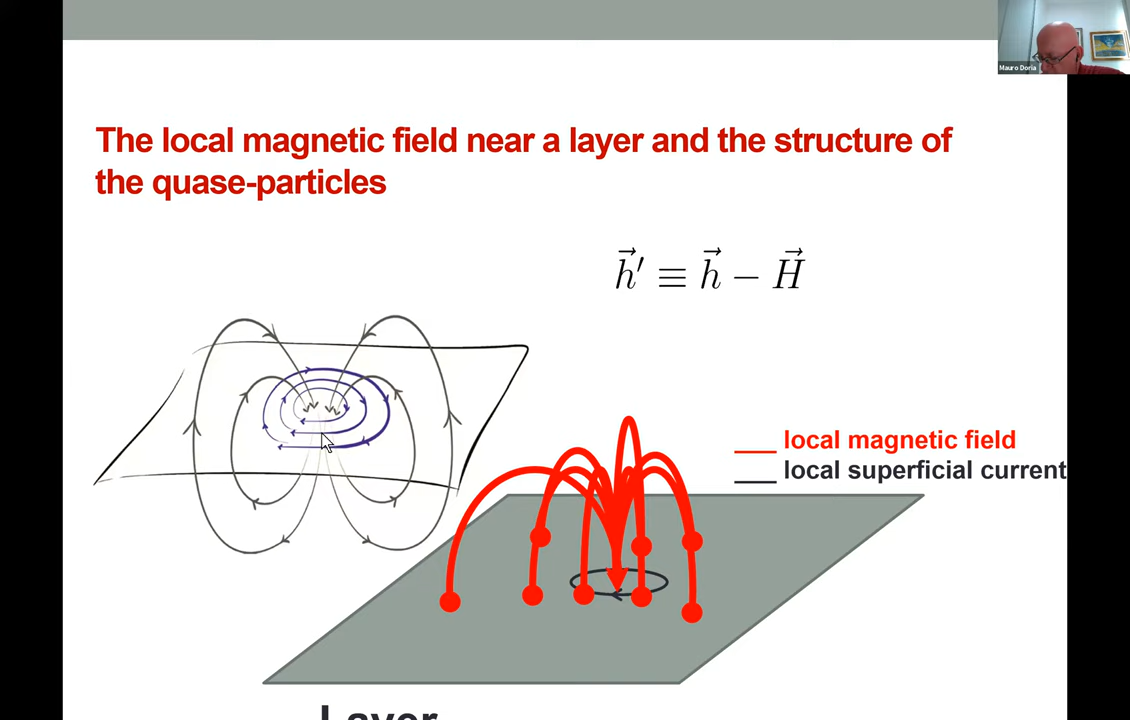 Mauro Doria
The local magnetic field near a layer and the structure of
the quase-particles
h⃗′ ≡ h⃗ − H⃗
local magnetic field
local superficial current
Layer